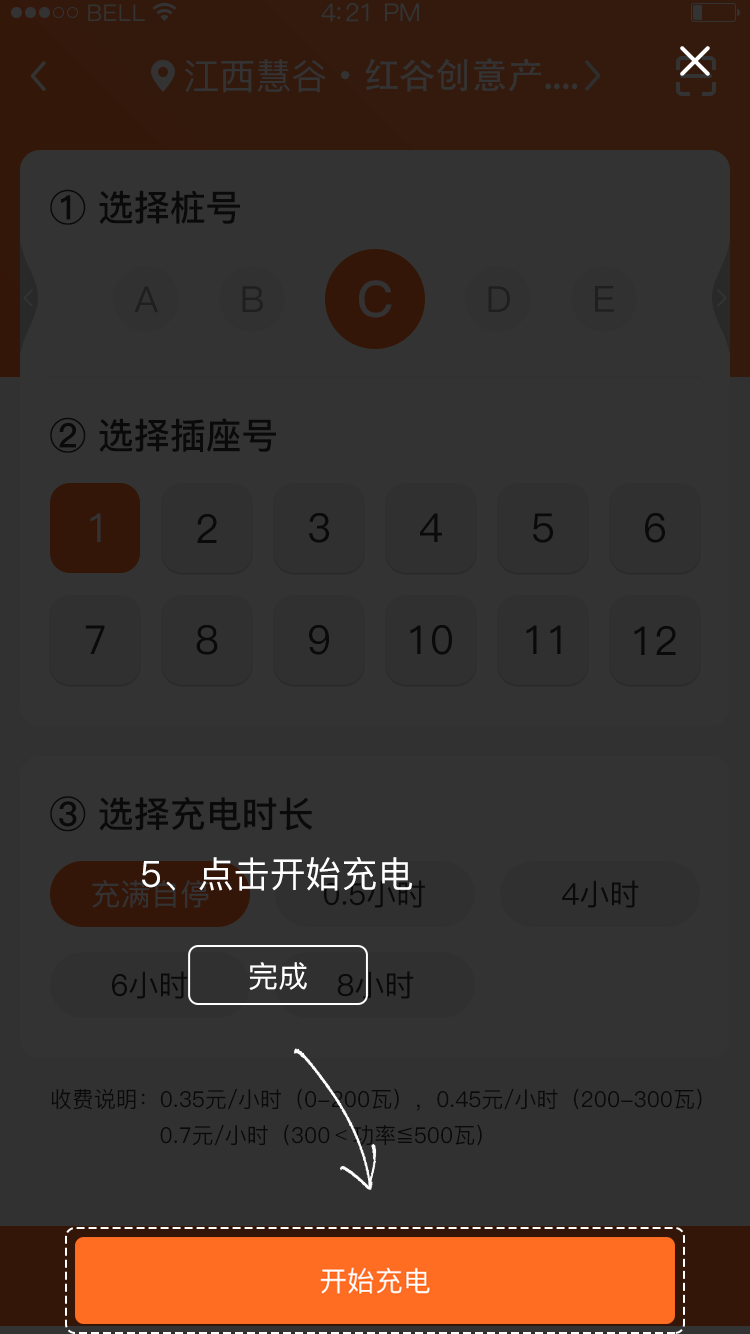 BELL 4:21 PM
江西慧谷·红谷创意产....
① 选择桩号
A B C D E
② 选择插座号
1 2 3 4 5 6
7 8 9 10 11 12
③ 选择充电时长
5、点击开始充电
充满自停 0.5小时 4小时
完成
6小时 8小时
收费说明：0.35元/小时（0-200瓦），0.45元/小时（200-300瓦）
0.7元/小时（300＜功率≦500瓦）
开始充电